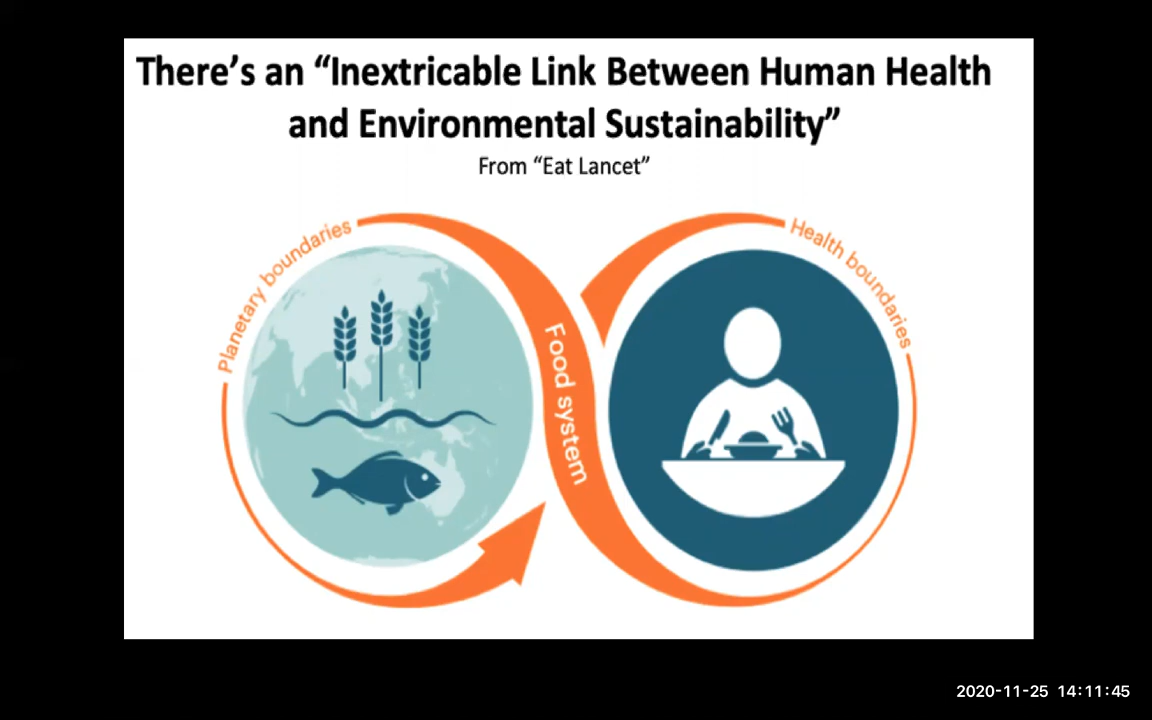 There’s an “Inextricable Link Between Human Health
and Environmental Sustainability”
From “Eat Lancet”
Planetary boundaries
Food system
Health boundaries
2020-11-25 14:11:45